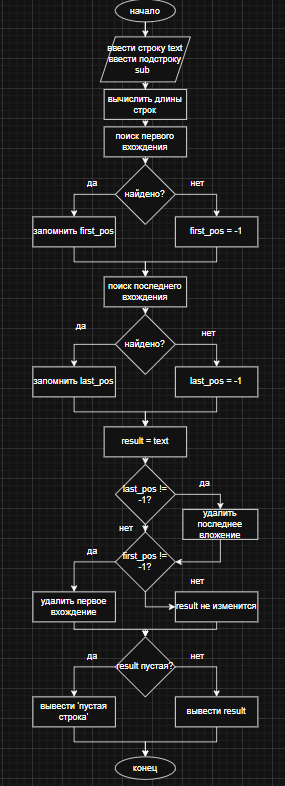 начало
ввести строку text
ввести подстроку
sub
вычислить длины
строк
поиск первого
вхождения
да
нет
найдено?
запомнить first_pos
first_pos = -1
поиск последнего
вхождения
да
нет
найдено?
запомнить last_pos
last_pos = -1
result = text
last_pos !=
-1?
да
удалить
последнее
вложение
нет
first_pos !=
-1?
да
нет
удалить первое
вхождение
result не изменится
result пустая?
да
нет
вывести 'пустая
строка'
вывести result
конец